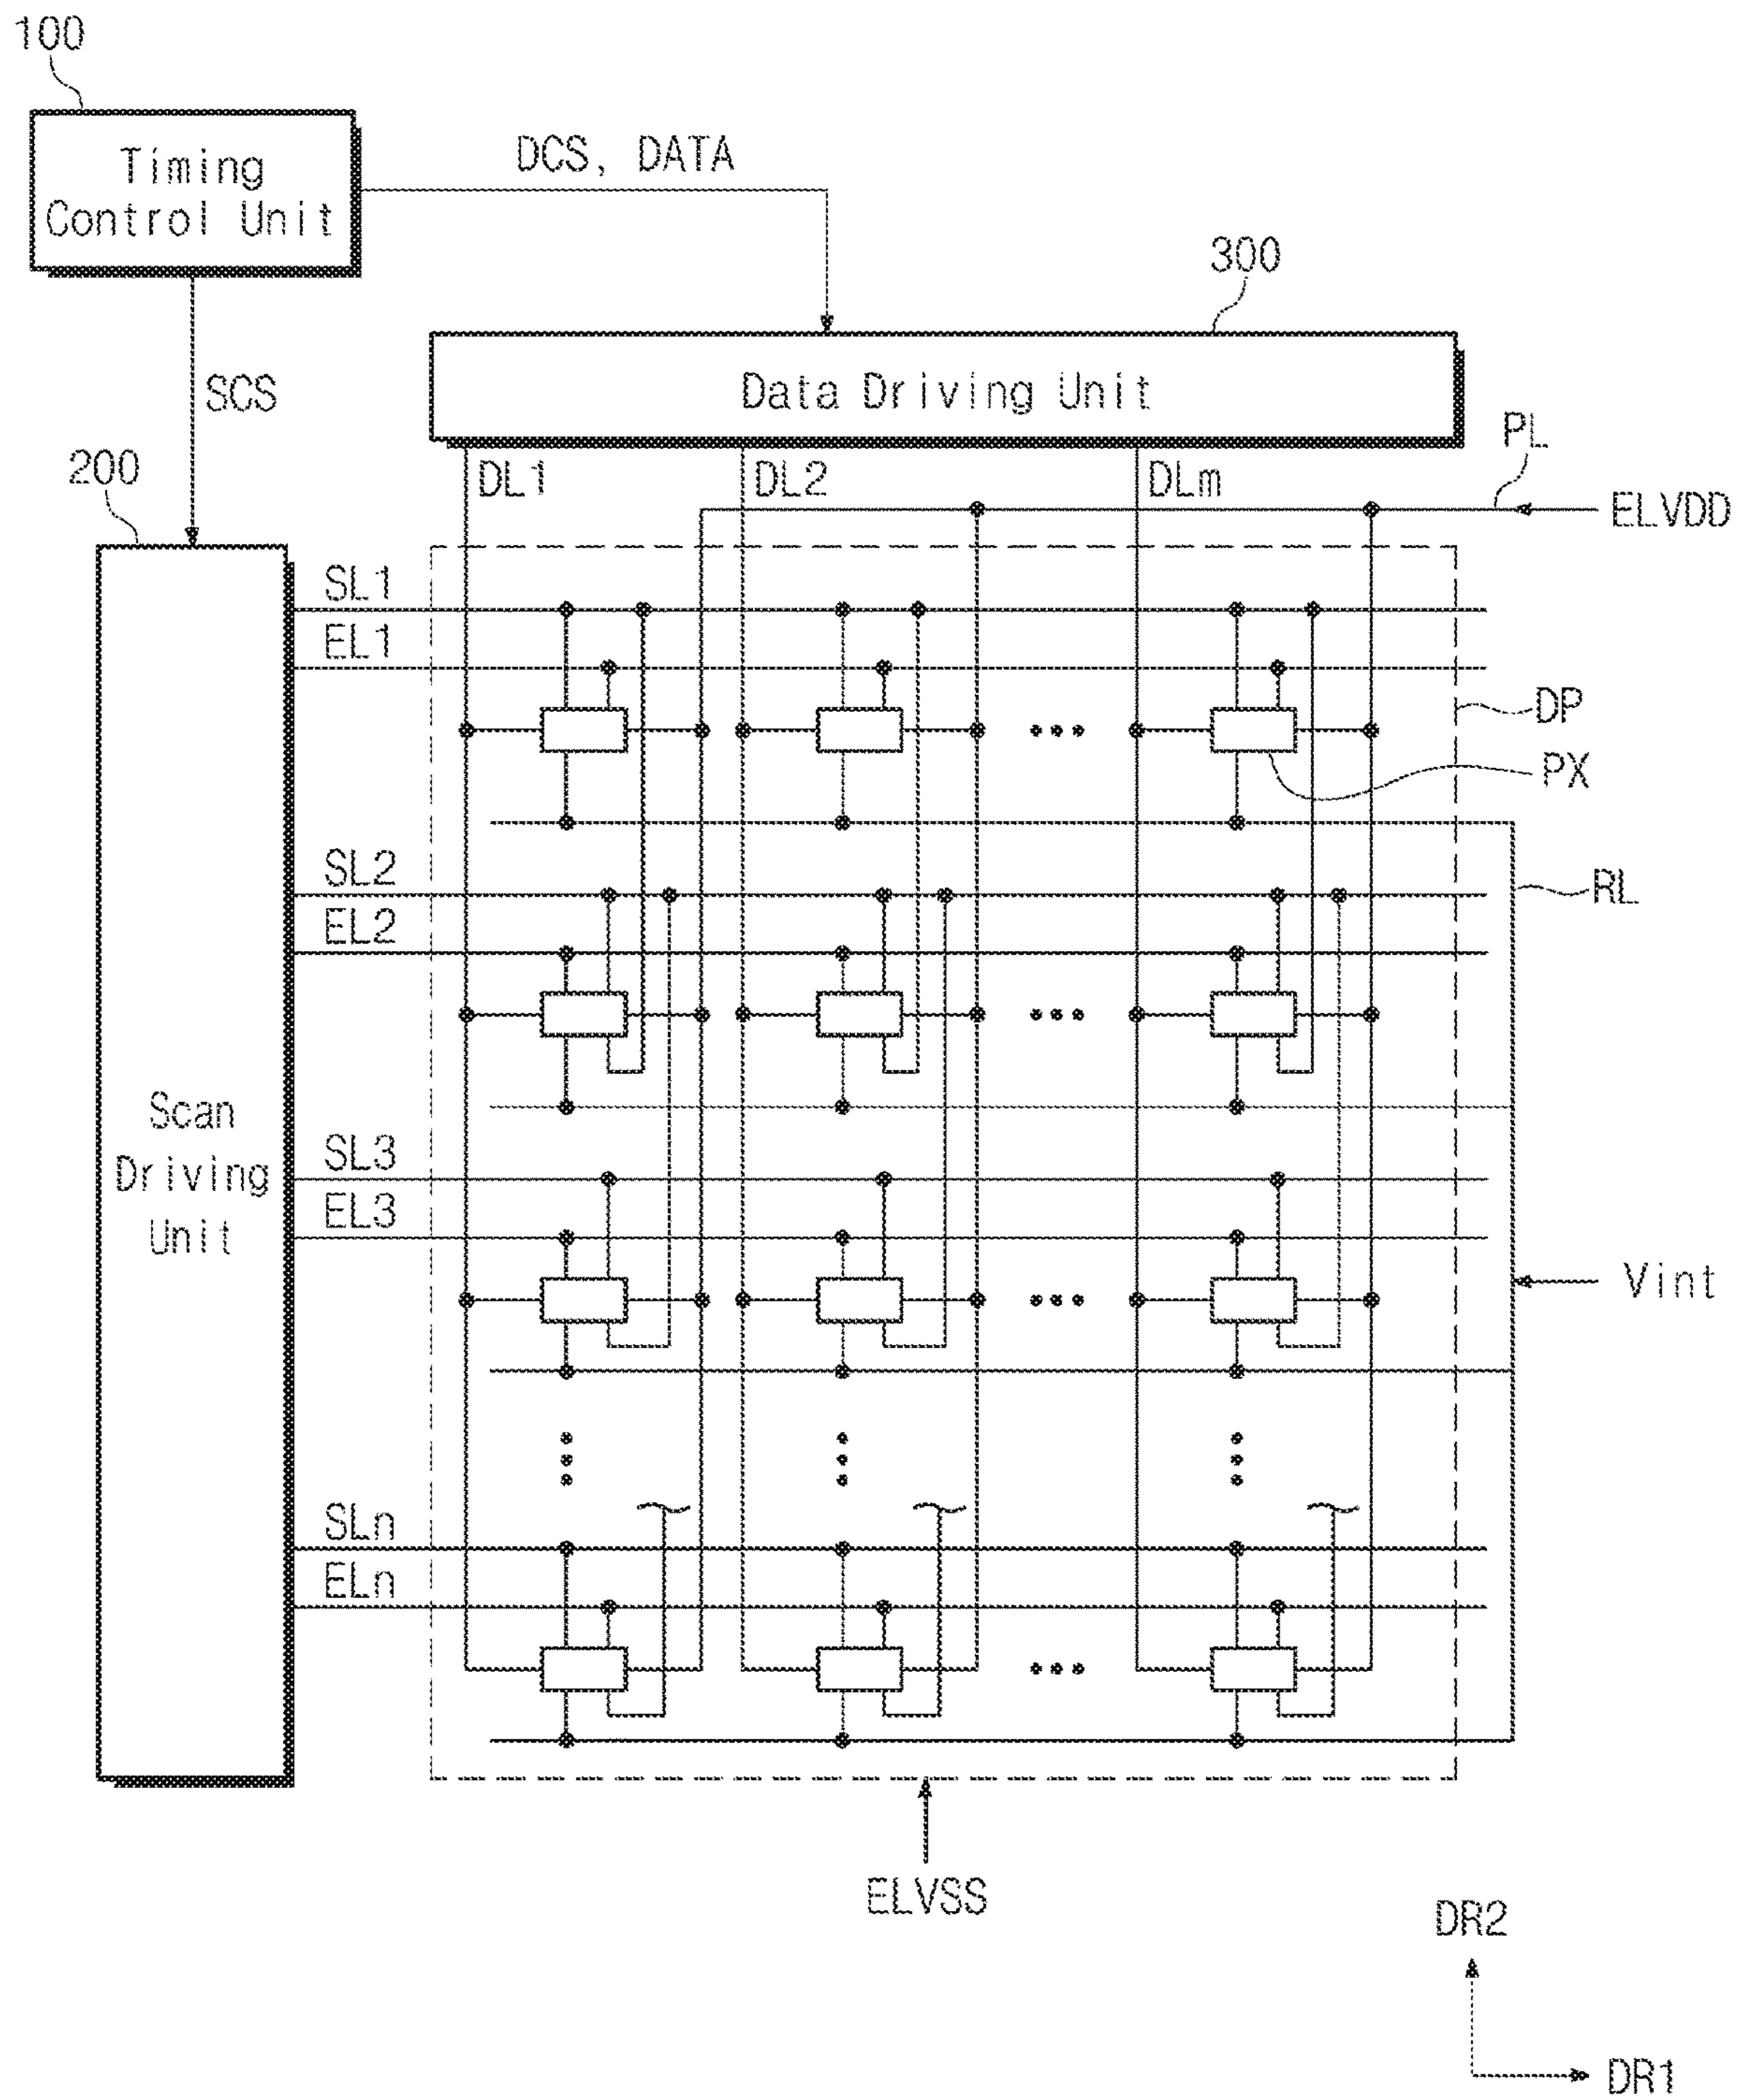 100
Timing
Control Unit
DCS, DATA
300
SCS
Data Driving Unit
PL
200
DL1
DL2
DLm
ELVDD
SL1
EL1
DP
PX
SL2
RL
EL2
Scan
Driving
Unit
SL3
EL3
Vint
SLn
ELn
ELVSS
DR2
DR1